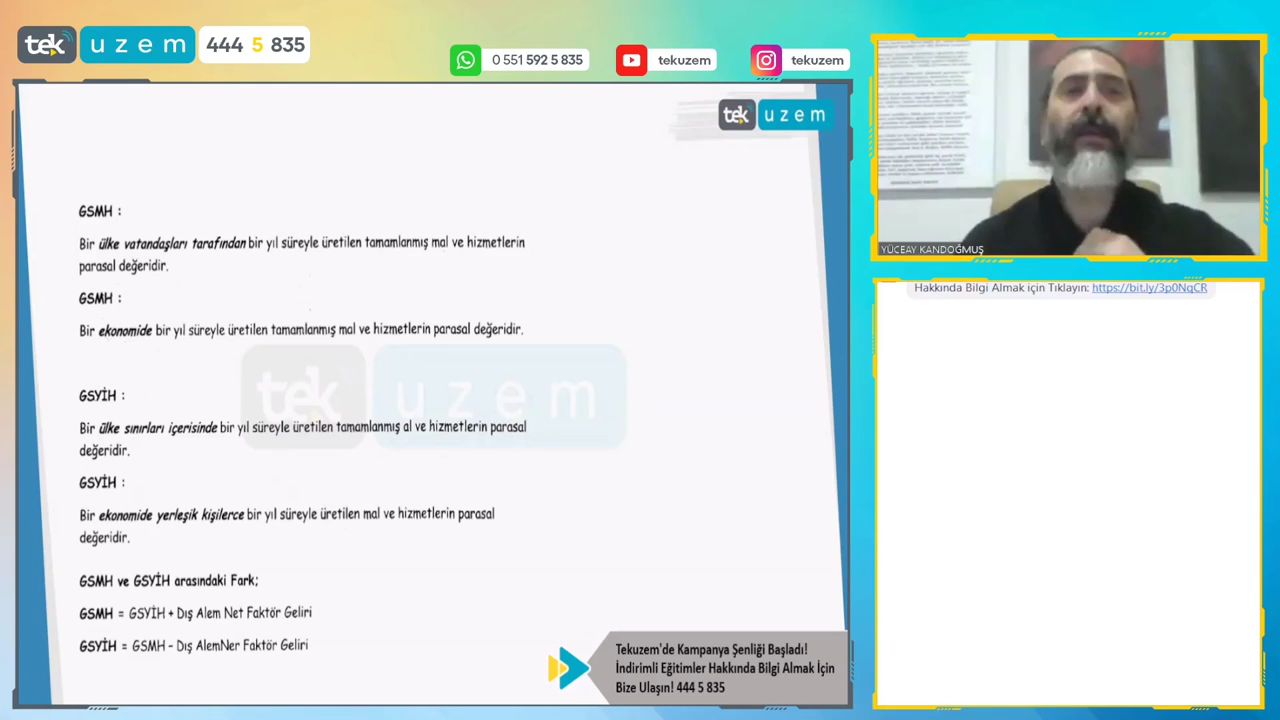 tek uzem 444 5 835
0 551 592 5 835 tekuzem tekuzem
tek uzem
GSMH :
Bir ülke vatandaşları tarafından bir yıl süreyle üretilen tamamlanmış mal ve hizmetlerin
parasal değeridir.
GSMH :
Bir ekonomide bir yıl süreyle üretilen tamamlanmış mal ve hizmetlerin parasal değeridir.
tek uzem
GSYİH :
Bir ülke sınırları içerisinde bir yıl süreyle üretilen tamamlanmış al ve hizmetlerin parasal
değeridir.
GSYİH :
Bir ekonomide yerleşik kişilerce bir yıl süreyle üretilen mal ve hizmetlerin parasal
değeridir.
GSMH ve GSYİH arasındaki Fark;
GSMH = GSYİH + Dış Alem Net Faktör Geliri
GSYİH = GSMH - Dış AlemNer Faktör Geliri
Tekuzem'de Kampanya Şenliği Başladı!
İndirimli Eğitimler Hakkında Bilgi Almak İçin
Bize Ulaşın! 444 5 835
YÜCEAY KANDOĞMUŞ
Hakkında Bilgi Almak için Tıklayın: https://bit.ly/3p0NqCR